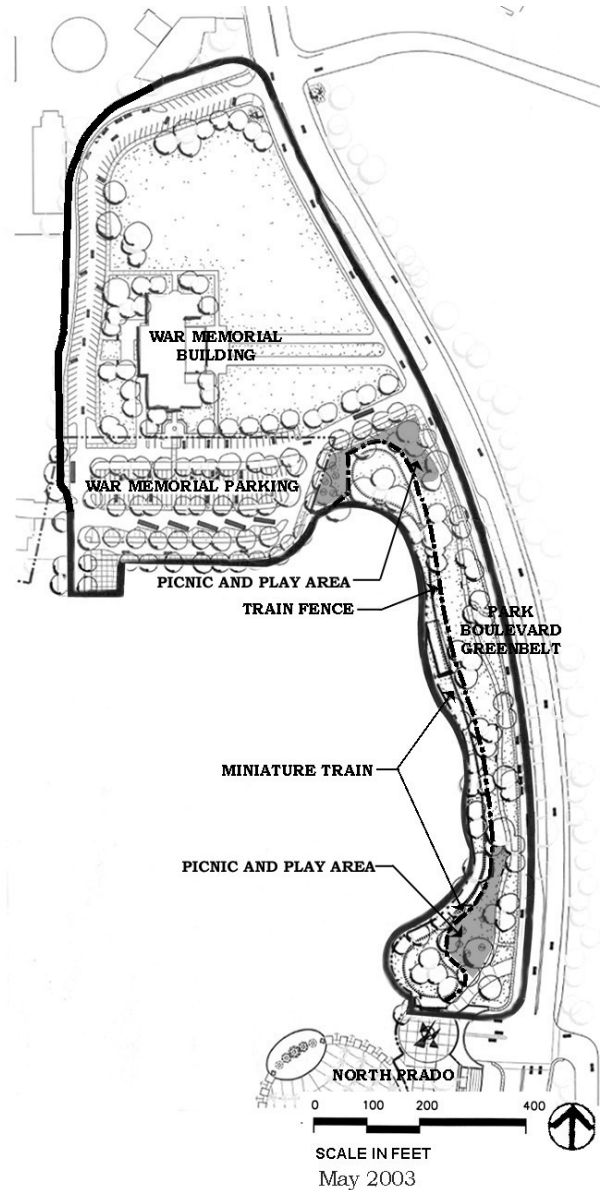 WAR MEMORIAL
BUILDING
WAR MEMORIAL PARKING
PICNIC AND PLAY AREA
TRAIN FENCE
PARK
BOULEVARD
GREENBELT
MINIATURE TRAIN
PICNIC AND PLAY AREA
NORTH PRADO
0 100 200 400
SCALE IN FEET
May 2003